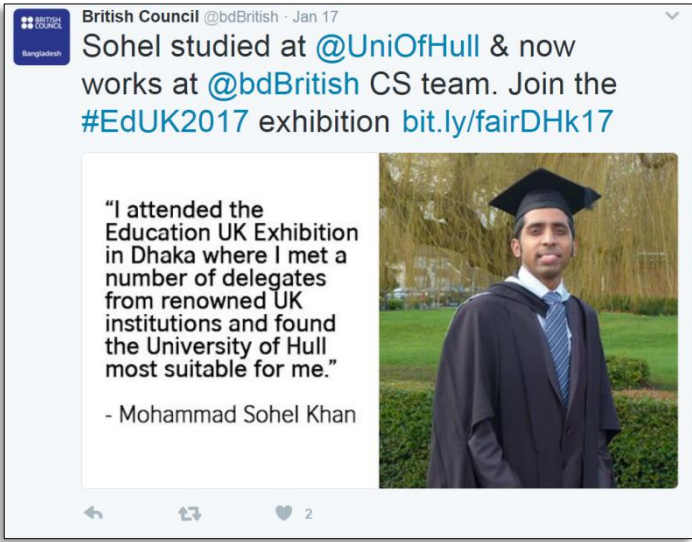 BRITISH
COUNCIL
Bangladesh
British Council @bdBritish · Jan 17
Sohel studied at @UniOfHull & now
works at @bdBritish CS team. Join the
#EdUK2017 exhibition bit.ly/fairDHk17
“I attended the
Education UK Exhibition
in Dhaka where I met a
number of delegates
from renowned UK
institutions and found
the University of Hull
most suitable for me.”
- Mohammad Sohel Khan
2